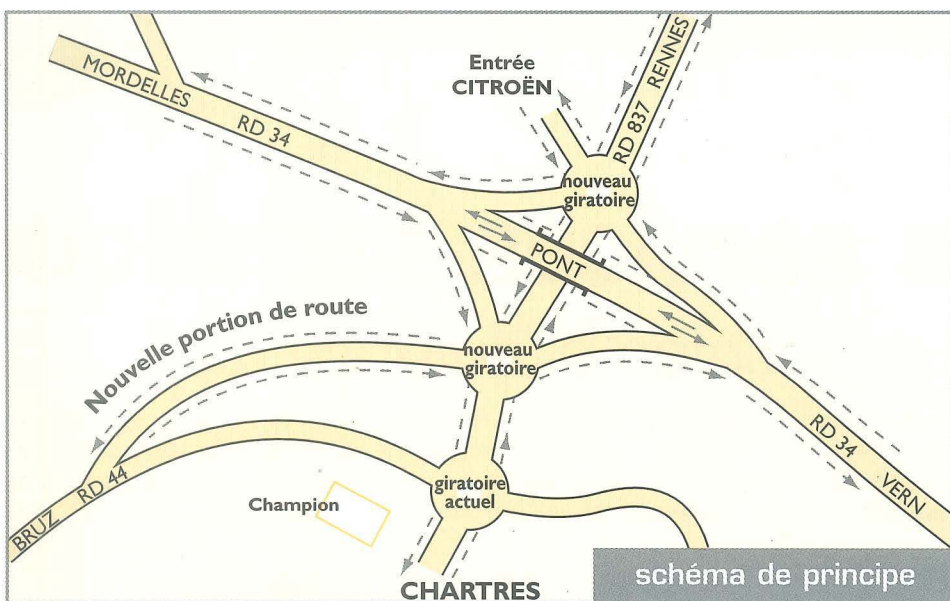 Entrée
CITROËN
MORDELLES
RD 34
RD 837 RENNES
nouveau
giratoire
PONT
Nouvelle portion de route
nouveau
giratoire
RD 34
VERN
BRUZ
RD 44
giratoire
actuel
Champion
CHARTRES
schéma de principe